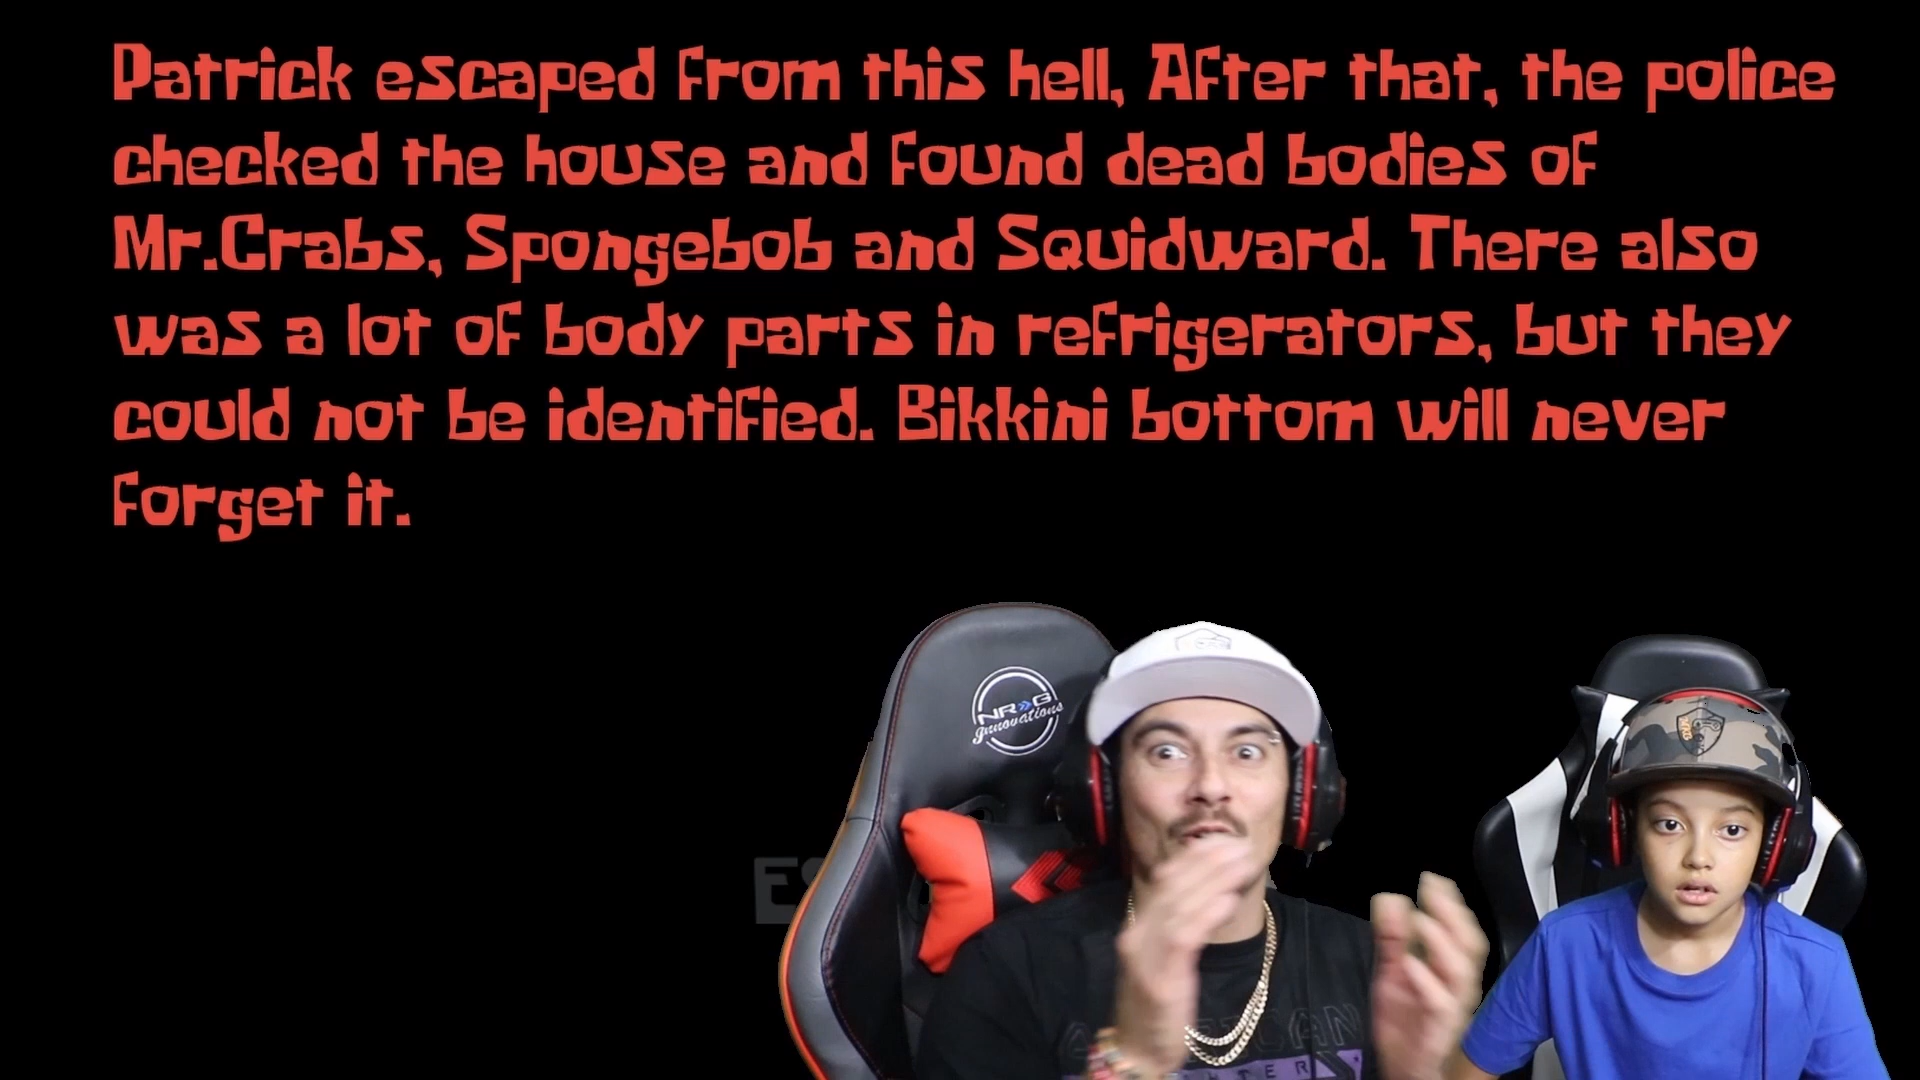 Patrick escaped from this hell, After that, the police
checked the house and found dead bodies of
Mr.Crabs, Spongebob and Squidward. There also
was a lot of body parts in refrigerators, but they
could not be identified. Bikkini bottom will never
forget it.
NRG
innovations